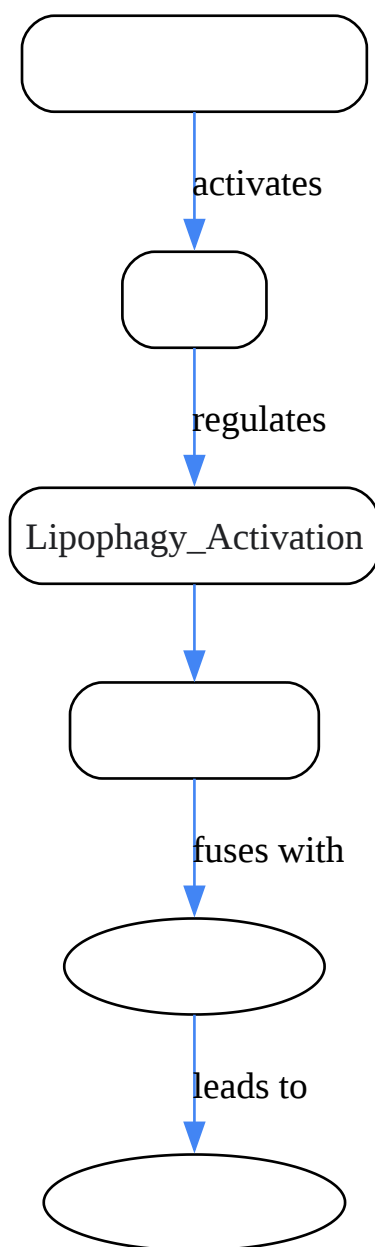 activates
regulates
Lipophagy_Activation
fuses with
leads to